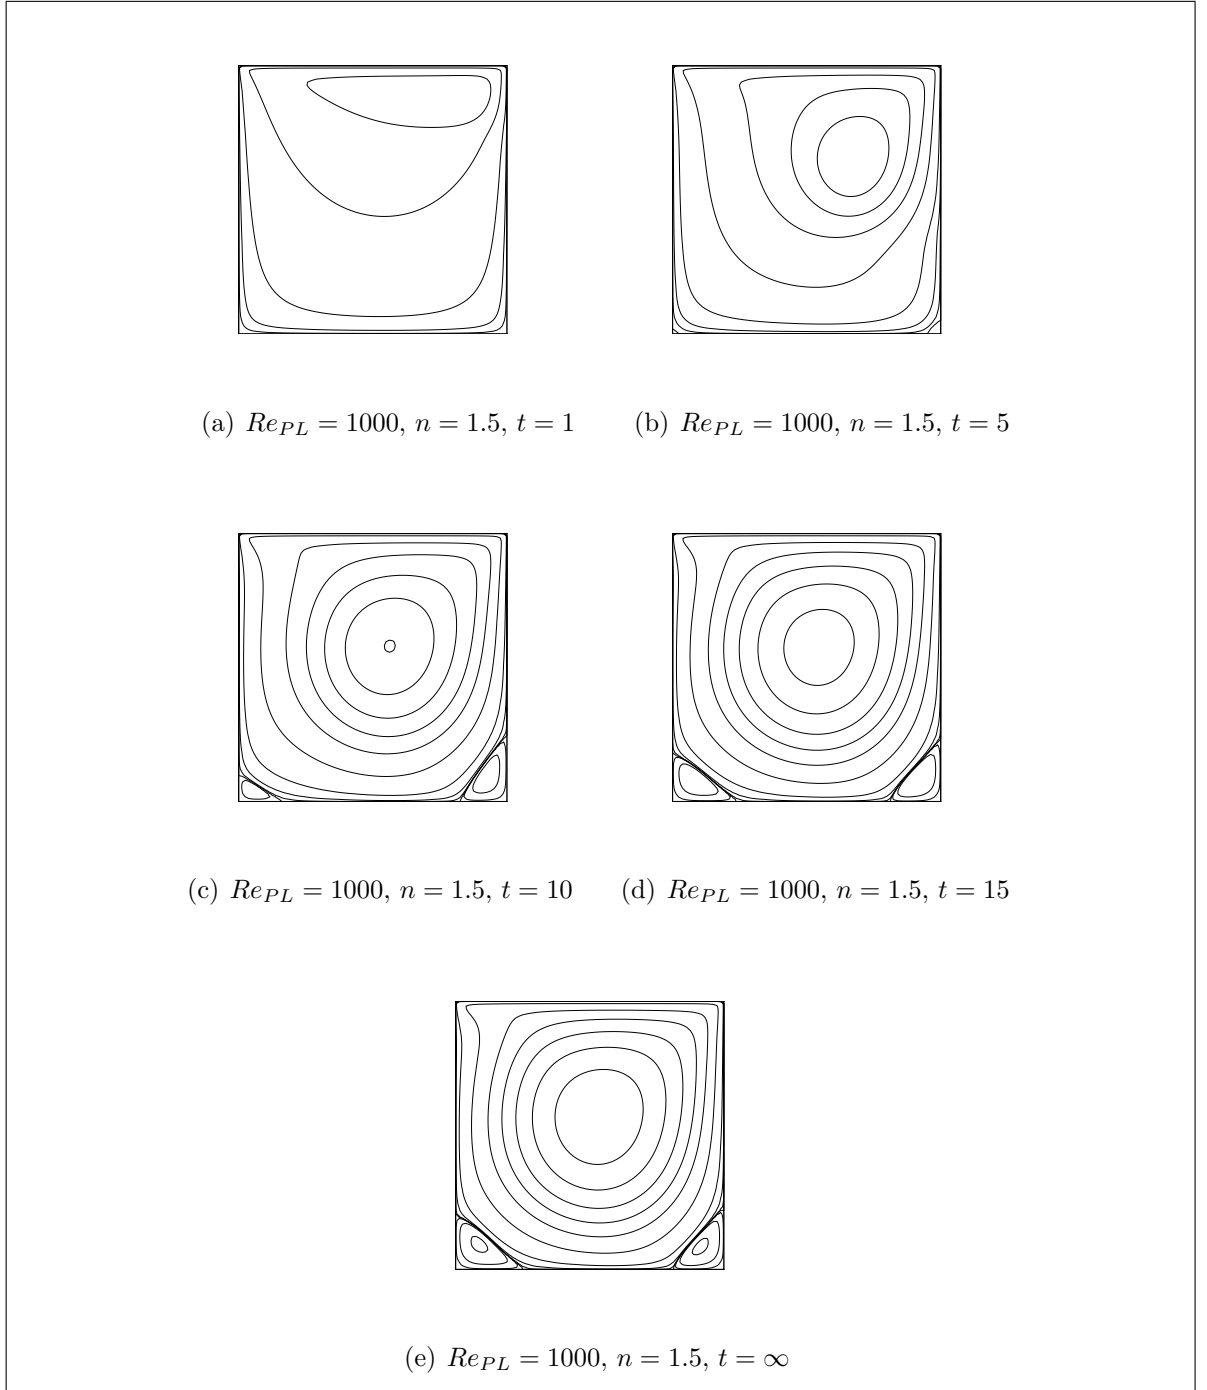 (a) Re_{PL} = 1000, n = 1.5, t = 1 (b) Re_{PL} = 1000, n = 1.5, t = 5
(c) Re_{PL} = 1000, n = 1.5, t = 10 (d) Re_{PL} = 1000, n = 1.5, t = 15
(e) Re_{PL} = 1000, n = 1.5, t = ∞